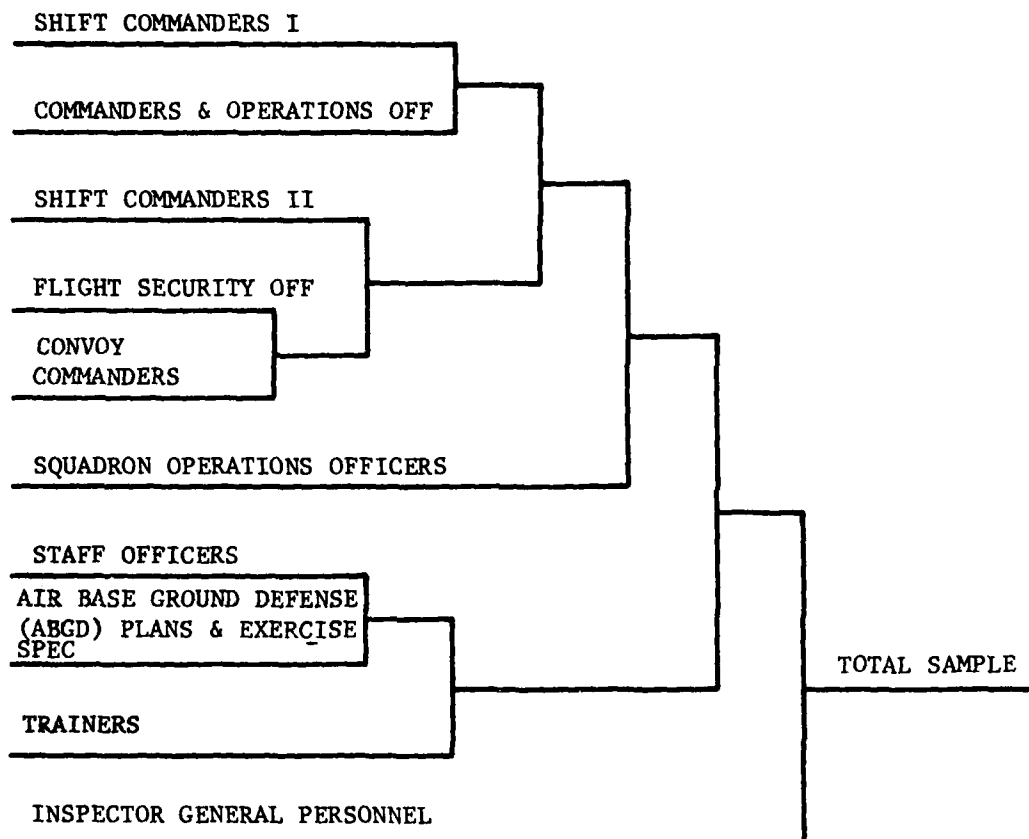 SHIFT COMMANDERS I
COMMANDERS & OPERATIONS OFF
SHIFT COMMANDERS II
FLIGHT SECURITY OFF
CONVOY
COMMANDERS
SQUADRON OPERATIONS OFFICERS
STAFF OFFICERS
AIR BASE GROUND DEFENSE
(ABGD) PLANS & EXERCISE
SPEC
TOTAL SAMPLE
TRAINERS
INSPECTOR GENERAL PERSONNEL